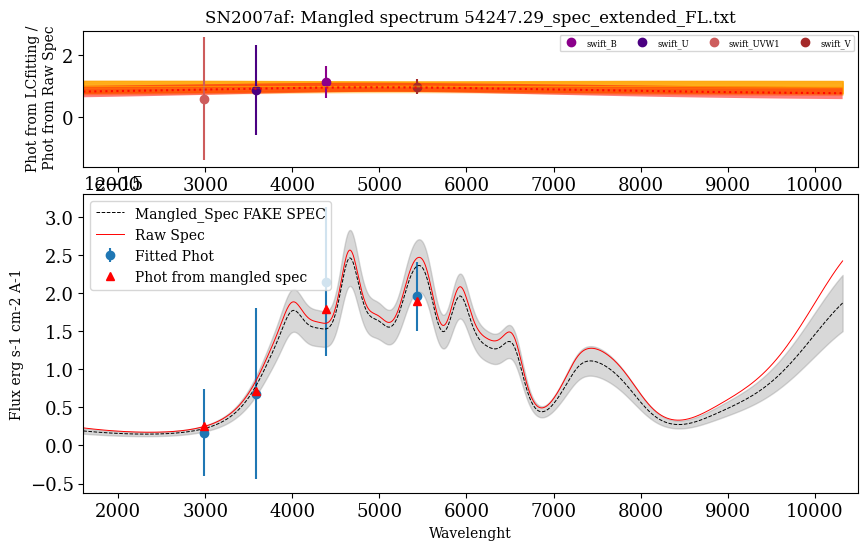 SN2007af: Mangled spectrum 54247.29_spec_extended_FL.txt
Phot from LCfitting /
Phot from Raw Spec
2
0
swift_B
swift_U
swift_UVW1
swift_V
2000
3000
4000
5000
6000
7000
8000
9000
10000
1e−15
Flux erg s-1 cm-2 A-1
3.0
2.5
2.0
1.5
1.0
0.5
0.0
−0.5
Mangled_Spec FAKE SPEC
Raw Spec
Fitted Phot
Phot from mangled spec
2000
3000
4000
5000
6000
7000
8000
9000
10000
Wavelenght